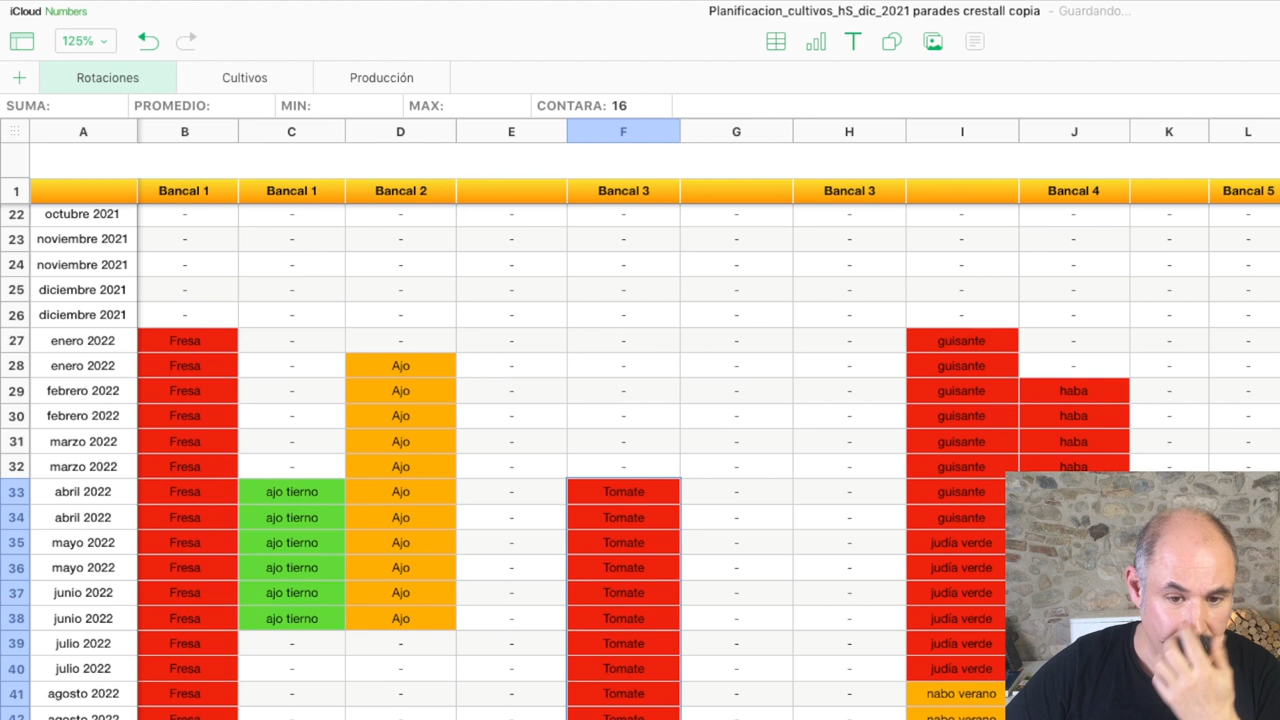 iCloud Numbers
Planificacion_cultivos_hS_dic_2021 parades crestall copia - Guardando...
125%
Rotaciones Cultivos Producción
SUMA: PROMEDIO: MIN: MAX: CONTARA: 16
A B C D E F G H I J K L
1 Bancal 1 Bancal 1 Bancal 2 Bancal 3 Bancal 3 Bancal 4 Bancal 5
22 octubre 2021 - - - - - - - - - - -
23 noviembre 2021 - - - - - - - - - - -
24 noviembre 2021 - - - - - - - - - - -
25 diciembre 2021 - - - - - - - - - - -
26 diciembre 2021 - - - - - - - - - - -
27 enero 2022 Fresa - - - - - - guisante - - -
28 enero 2022 Fresa - Ajo - - - - guisante - - -
29 febrero 2022 Fresa - Ajo - - - - guisante haba - -
30 febrero 2022 Fresa - Ajo - - - - guisante haba - -
31 marzo 2022 Fresa - Ajo - - - - guisante haba - -
32 marzo 2022 Fresa - Ajo - - - - guisante haba - -
33 abril 2022 Fresa ajo tierno Ajo - Tomate - - guisante
34 abril 2022 Fresa ajo tierno Ajo - Tomate - - guisante
35 mayo 2022 Fresa ajo tierno Ajo - Tomate - - judía verde
36 mayo 2022 Fresa ajo tierno Ajo - Tomate - - judía verde
37 junio 2022 Fresa ajo tierno Ajo - Tomate - - judía verde
38 junio 2022 Fresa ajo tierno Ajo - Tomate - - judía verde
39 julio 2022 Fresa - - - Tomate - - judía verde
40 julio 2022 Fresa - - - Tomate - - judía verde
41 agosto 2022 Fresa - - - Tomate - - nabo verano
42 agosto 2022 Fresa - - - Tomate - - nabo verano